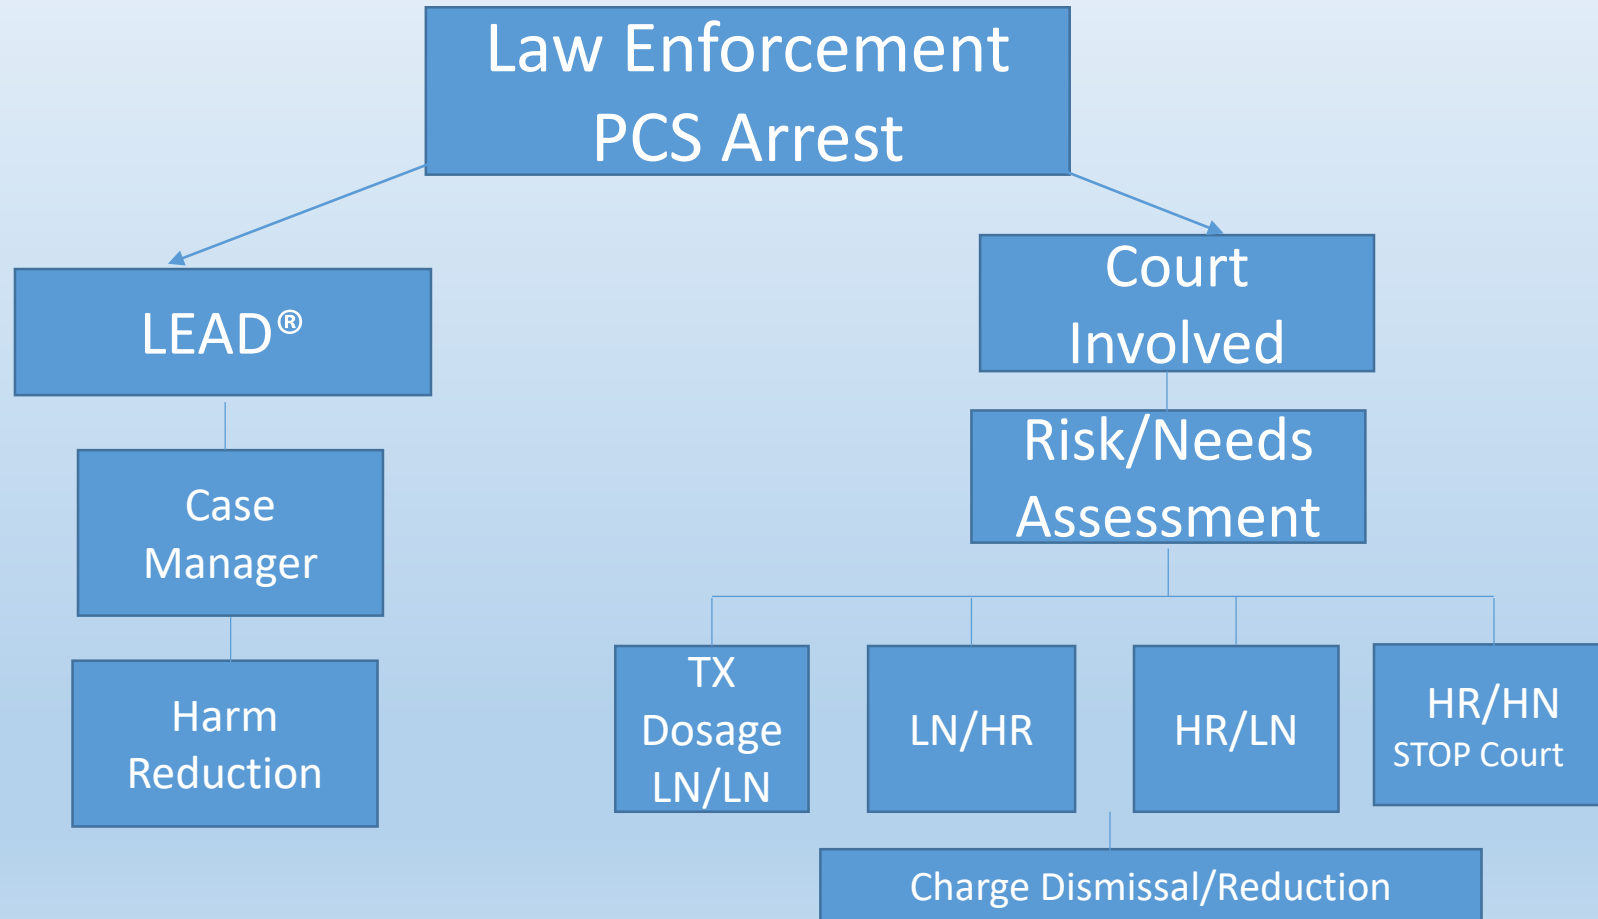 Law Enforcement
PCS Arrest
LEAD®
Court
Involved
Case
Manager
Risk/Needs
Assessment
Harm
Reduction
TX
Dosage
LN/LN
LN/HR
HR/LN
HR/HN
STOP Court
Charge Dismissal/Reduction